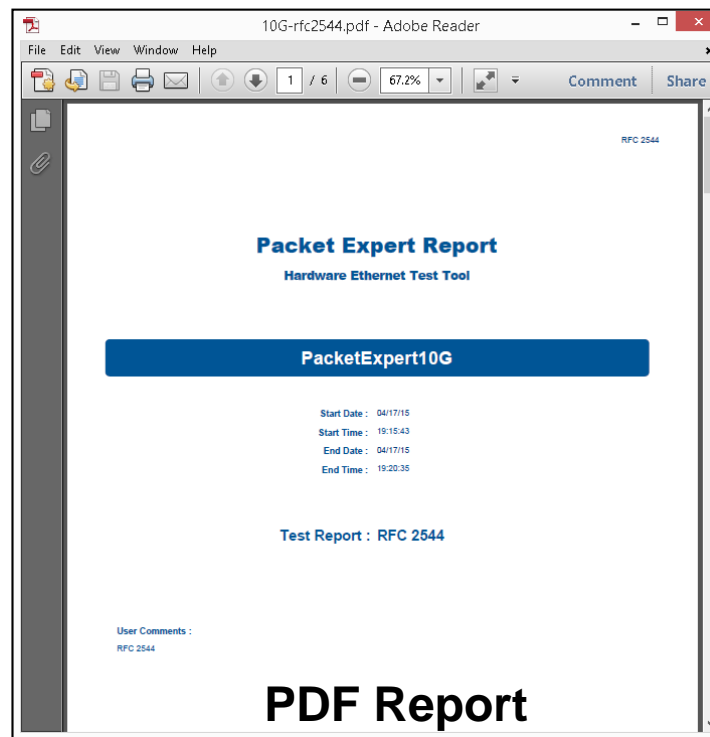 10G-rfc2544.pdf - Adobe Reader
File Edit View Window Help
1 / 6 67.2% Comment Share
RFC 2544
Packet Expert Report
Hardware Ethernet Test Tool
PacketExpert10G
Start Date : 04/17/15
Start Time : 19:15:43
End Date : 04/17/15
End Time : 19:20:35
Test Report : RFC 2544
User Comments :
RFC 2544
PDF Report